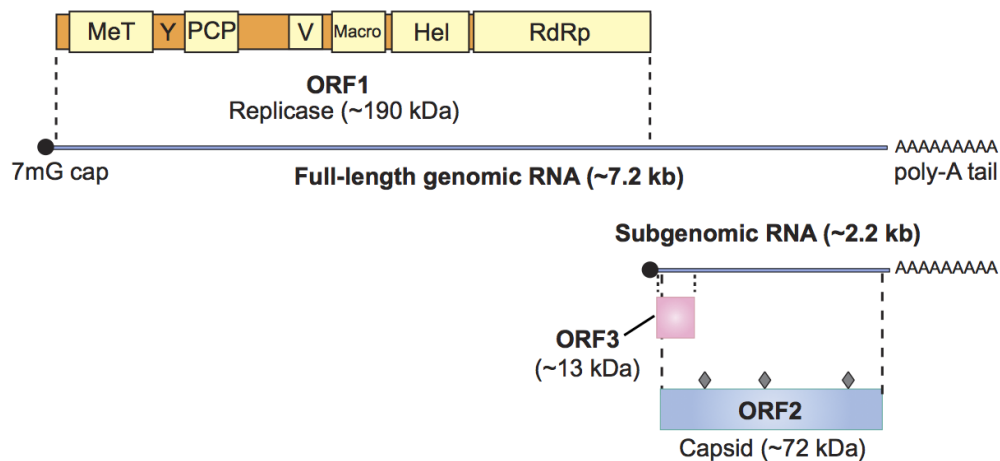 MeT Y PCP V Macro Hel RdRp
ORF1
Replicase (~190 kDa)
AAAAAAAAA
7mG cap
Full-length genomic RNA (~7.2 kb)
poly-A tail
Subgenomic RNA (~2.2 kb)
AAAAAAAAA
ORF3
(~13 kDa)
ORF2
Capsid (~72 kDa)